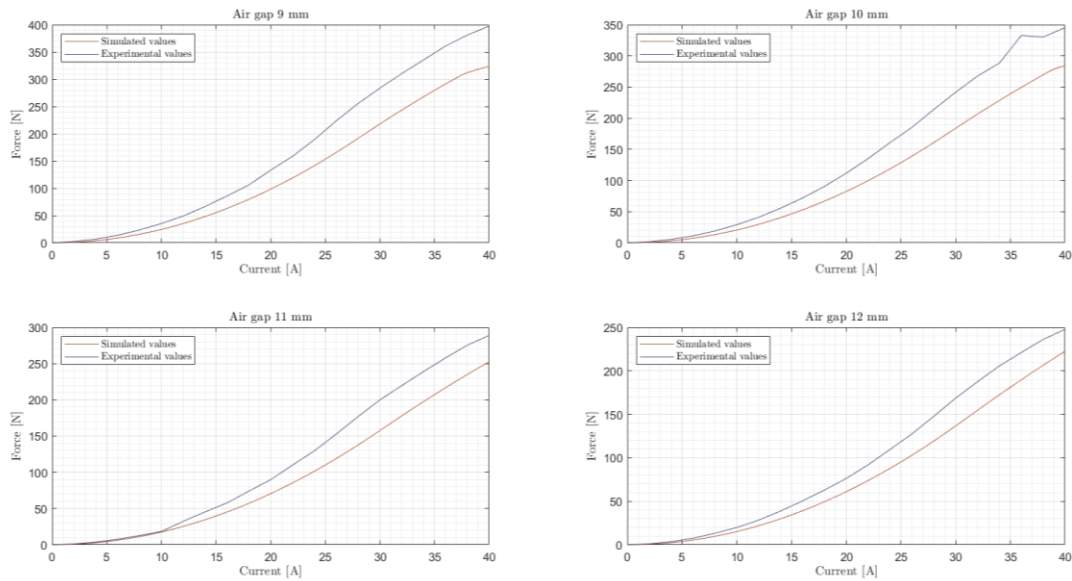 Air gap 9 mm
Simulated values
Experimental values
Force [N]
400
350
300
250
200
150
100
50
0
0 5 10 15 20 25 30 35 40
Current [A]
Air gap 10 mm
Simulated values
Experimental values
Force [N]
350
300
250
200
150
100
50
0
0 5 10 15 20 25 30 35 40
Current [A]
Air gap 11 mm
Simulated values
Experimental values
Force [N]
300
250
200
150
100
50
0
0 5 10 15 20 25 30 35 40
Current [A]
Air gap 12 mm
Simulated values
Experimental values
Force [N]
250
200
150
100
50
0
0 5 10 15 20 25 30 35 40
Current [A]